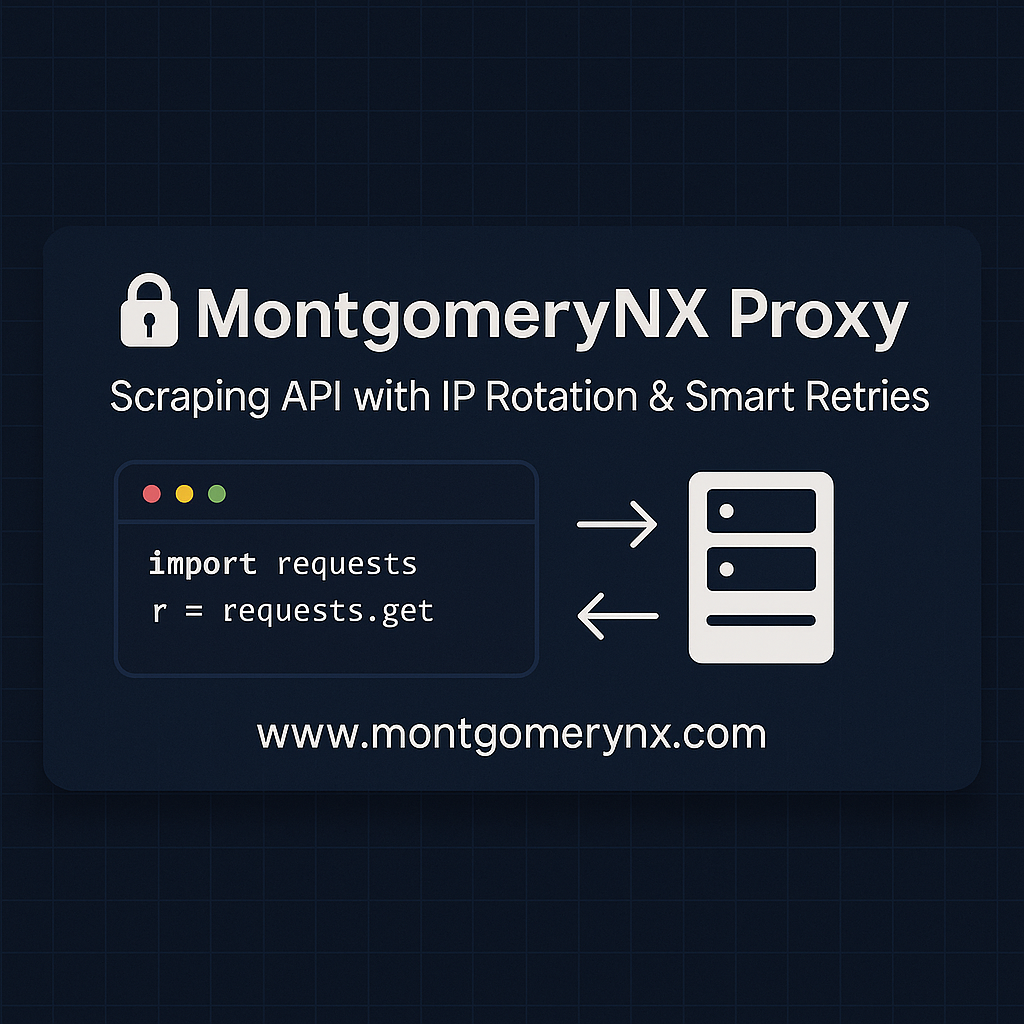 MontgomeryNX Proxy
Scraping API with IP Rotation & Smart Retries
import requests
r = requests.get
www.montgomerynx.com